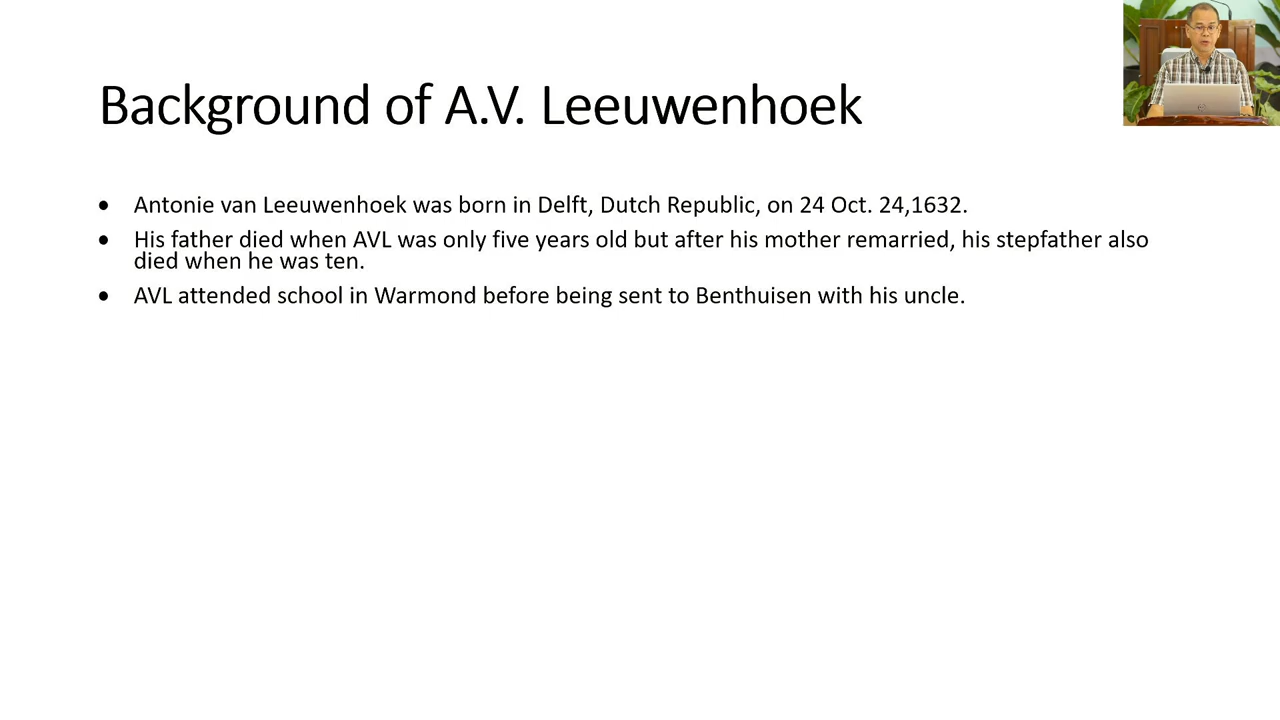 Background of A.V. Leeuwenhoek
• Antonie van Leeuwenhoek was born in Delft, Dutch Republic, on 24 Oct. 24,1632.
• His father died when AVL was only five years old but after his mother remarried, his stepfather also
died when he was ten.
• AVL attended school in Warmond before being sent to Benthuisen with his uncle.